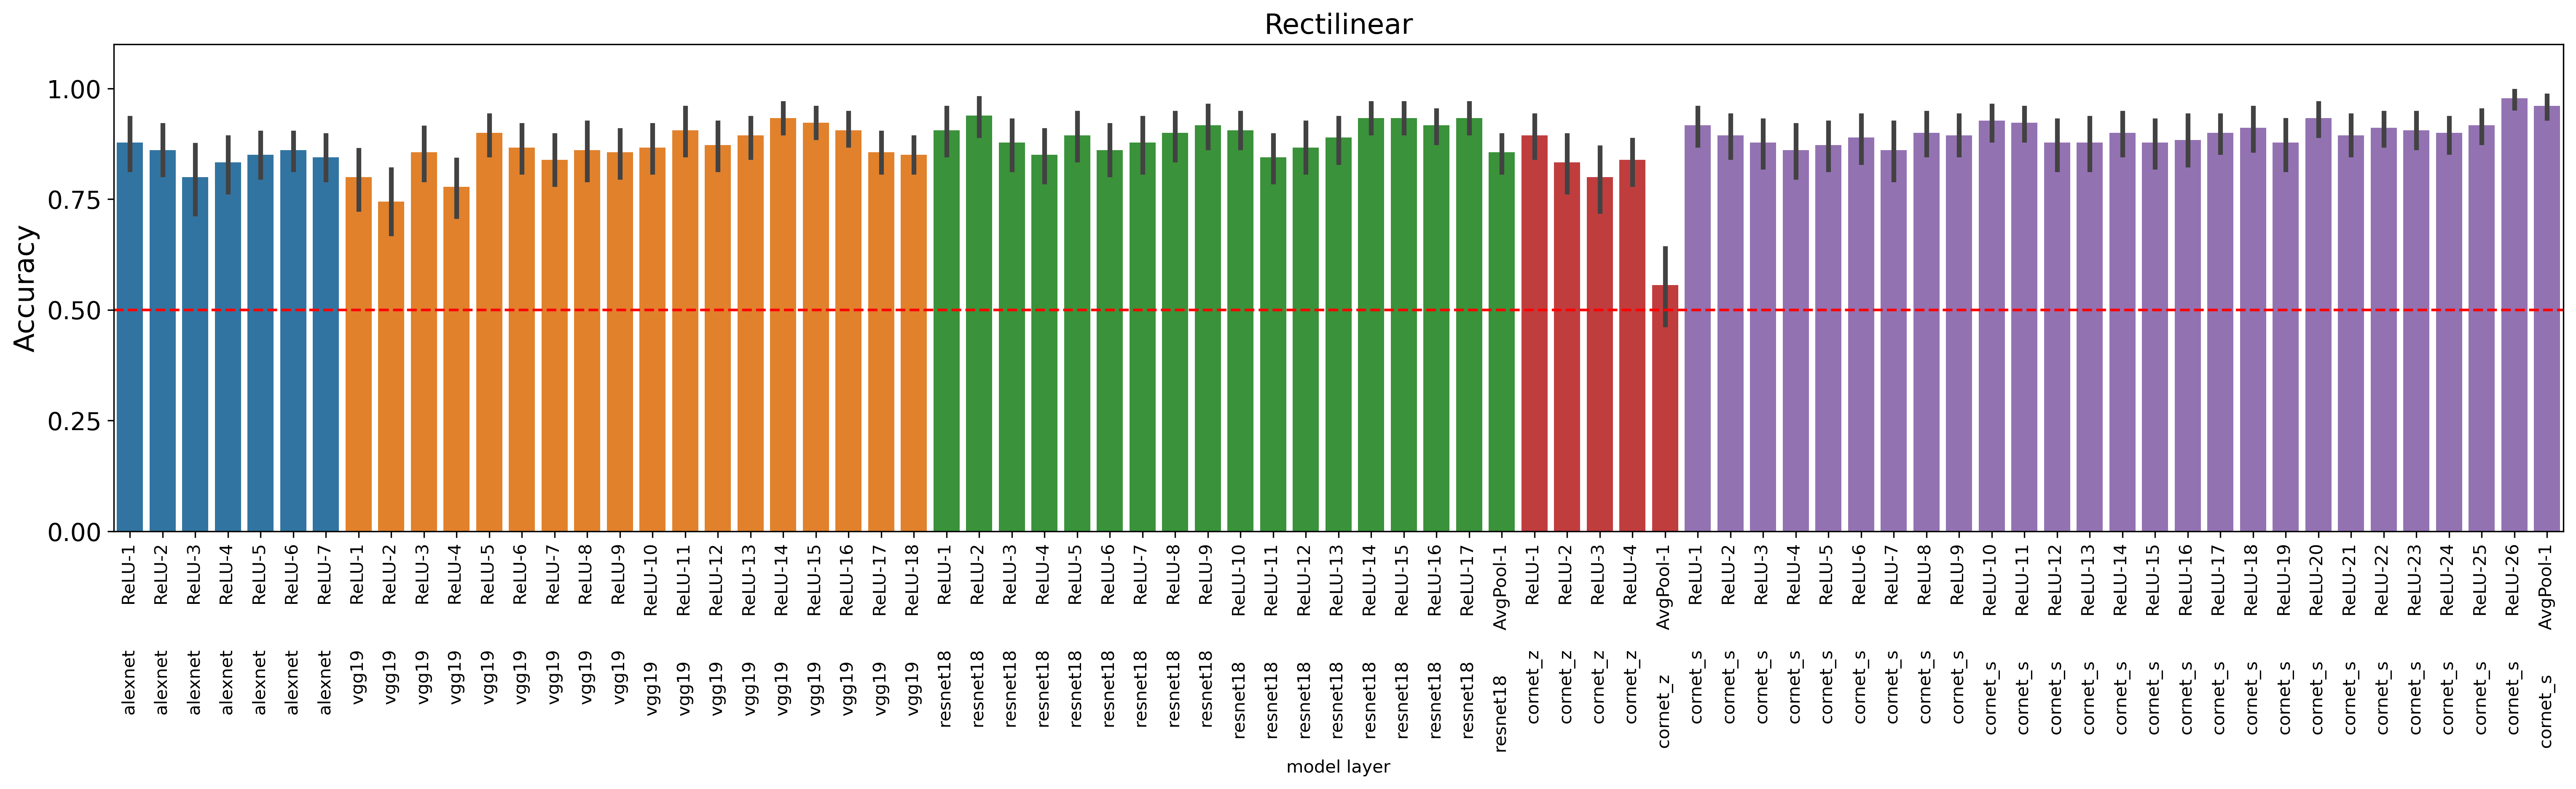 Rectilinear
Accuracy
1.00
0.75
0.50
0.25
0.00
ReLU-1 alexnet
ReLU-2 alexnet
ReLU-3 alexnet
ReLU-4 alexnet
ReLU-5 alexnet
ReLU-6 alexnet
ReLU-7 alexnet
ReLU-1 vgg19
ReLU-2 vgg19
ReLU-3 vgg19
ReLU-4 vgg19
ReLU-5 vgg19
ReLU-6 vgg19
ReLU-7 vgg19
ReLU-8 vgg19
ReLU-9 vgg19
ReLU-10 vgg19
ReLU-11 vgg19
ReLU-12 vgg19
ReLU-13 vgg19
ReLU-14 vgg19
ReLU-15 vgg19
ReLU-16 vgg19
ReLU-17 vgg19
ReLU-18 vgg19
ReLU-1 resnet18
ReLU-2 resnet18
ReLU-3 resnet18
ReLU-4 resnet18
ReLU-5 resnet18
ReLU-6 resnet18
ReLU-7 resnet18
ReLU-8 resnet18
ReLU-9 resnet18
ReLU-10 resnet18
ReLU-11 resnet18
ReLU-12 resnet18
ReLU-13 resnet18
ReLU-14 resnet18
ReLU-15 resnet18
ReLU-16 resnet18
ReLU-17 resnet18
AvgPool-1 resnet18
ReLU-1 cornet_z
ReLU-2 cornet_z
ReLU-3 cornet_z
ReLU-4 cornet_z
AvgPool-1 cornet_z
ReLU-1 cornet_s
ReLU-2 cornet_s
ReLU-3 cornet_s
ReLU-4 cornet_s
ReLU-5 cornet_s
ReLU-6 cornet_s
ReLU-7 cornet_s
ReLU-8 cornet_s
ReLU-9 cornet_s
ReLU-10 cornet_s
ReLU-11 cornet_s
ReLU-12 cornet_s
ReLU-13 cornet_s
ReLU-14 cornet_s
ReLU-15 cornet_s
ReLU-16 cornet_s
ReLU-17 cornet_s
ReLU-18 cornet_s
ReLU-19 cornet_s
ReLU-20 cornet_s
ReLU-21 cornet_s
ReLU-22 cornet_s
ReLU-23 cornet_s
ReLU-24 cornet_s
ReLU-25 cornet_s
ReLU-26 cornet_s
AvgPool-1 cornet_s
model layer